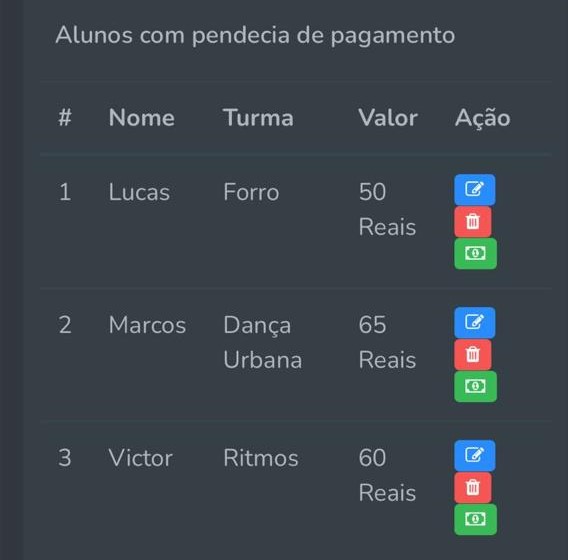 Alunos com pendecia de pagamento
# Nome Turma Valor Ação
1 Lucas Forro 50
Reais
2 Marcos Dança 65
Urbana Reais
3 Victor Ritmos 60
Reais